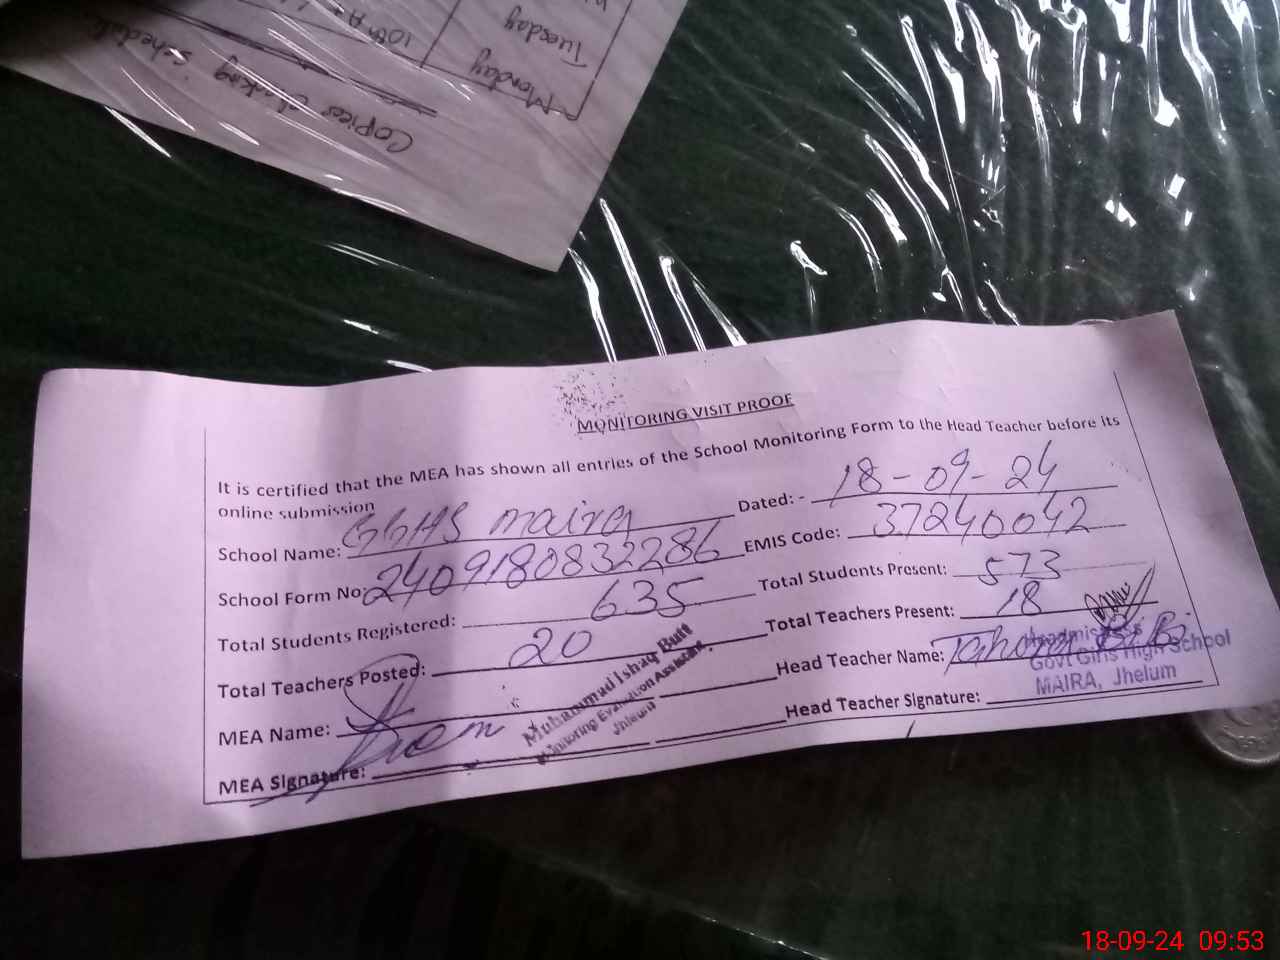 Copies checking schedule
10th A
Monday
Tuesday
MONITORING VISIT PROOF
It is certified that the MEA has shown all entries of the School Monitoring Form to the Head Teacher before its
online submission
Dated: - 18-09-24
School Name: GGHS maira
EMIS Code: 37240042
School Form No: 2409180832286
Total Students Present: 573
Total Students Registered: 635
Total Teachers Present: 18
Total Teachers Posted: 20
Head Teacher Name: Tahora Bibi
MEA Name:
Head Teacher Signature:
MEA Signature:
Muhammad Ishaq Butt
Monitoring Evaluation Assistant
Jhelum
Headmistress
Govt Girls High School
MAIRA, Jhelum
18-09-24 09:53